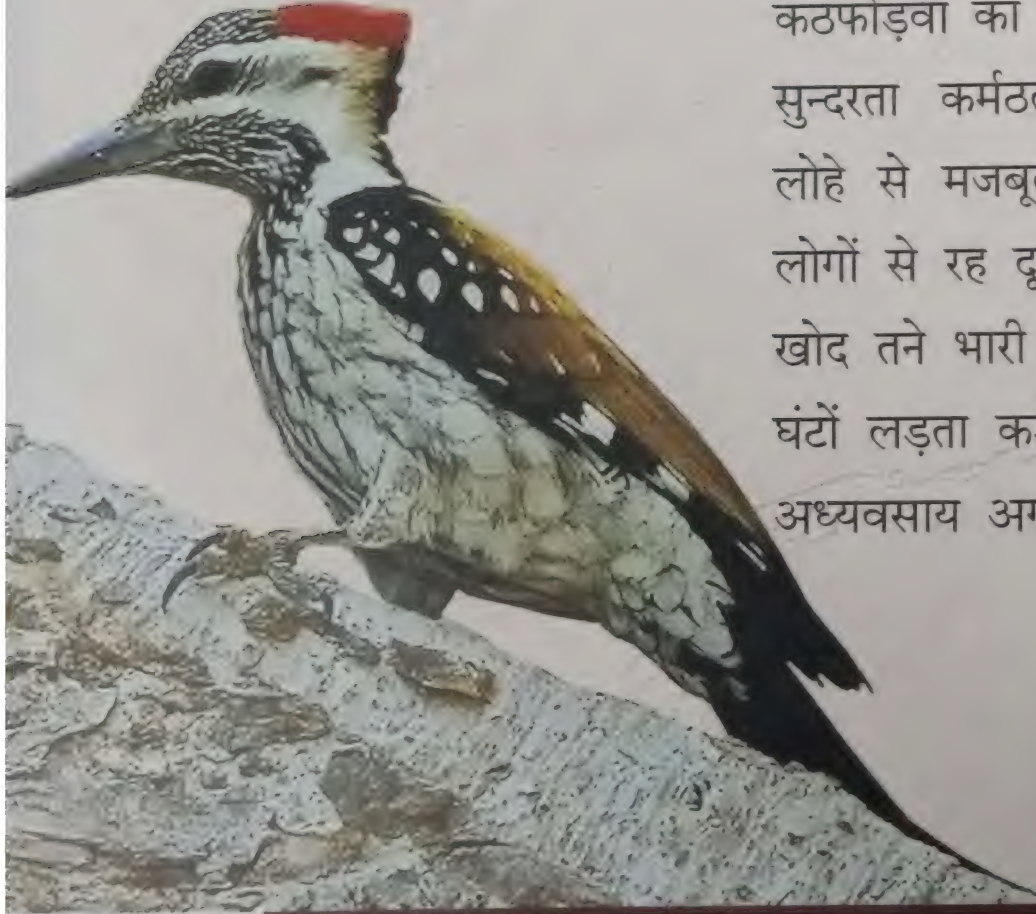 कठफोड़वा का
सुन्दरता
लोहे से
लोगों से रह
खोद तने भारी
घंटों लड़ता
अध्यवसाय